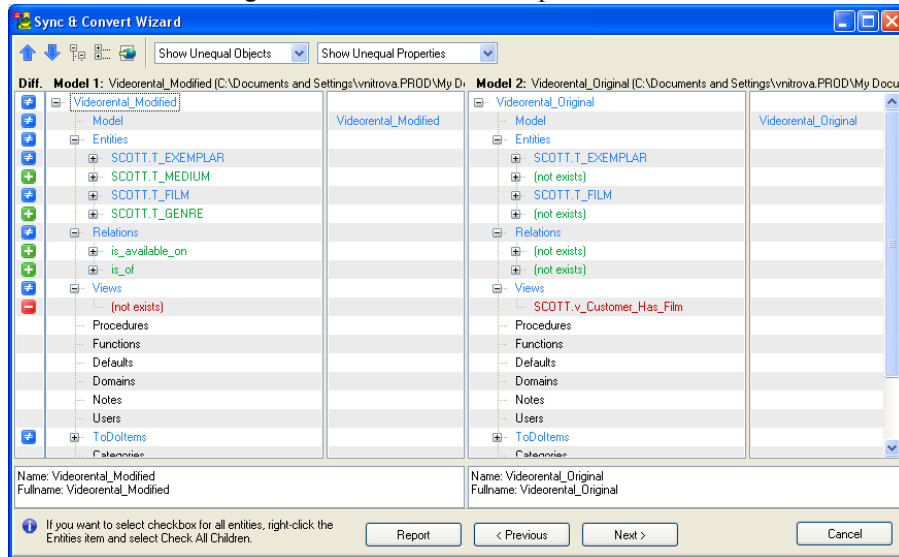 Sync & Convert Wizard
Show Unequal Objects
Show Unequal Properties
Diff. Model 1: Videorental_Modified (C:\Documents and Settings\vnitrova.PROD\My D Model 2: Videorental_Original (C:\Documents and Settings\vnitrova.PROD\My Docu
Videorental_Modified Videorental_Original
Model Videorental_Modified Model Videorental_Original
Entities Entities
SCOTT.T_EXEMPLAR SCOTT.T_EXEMPLAR
SCOTT.T_MEDIUM (not exists)
SCOTT.T_FILM SCOTT.T_FILM
SCOTT.T_GENRE (not exists)
Relations Relations
is_available_on (not exists)
is_of (not exists)
Views Views
(not exists) SCOTT.v_Customer_Has_Film
Procedures Procedures
Functions Functions
Defaults Defaults
Domains Domains
Notes Notes
Users Users
ToDoItems ToDoItems
Categories Categories
Name: Videorental_Modified Name: Videorental_Original
Fullname: Videorental_Modified Fullname: Videorental_Original
If you want to select checkbox for all entities, right-click the
Entities item and select Check All Children.
Report < Previous Next > Cancel